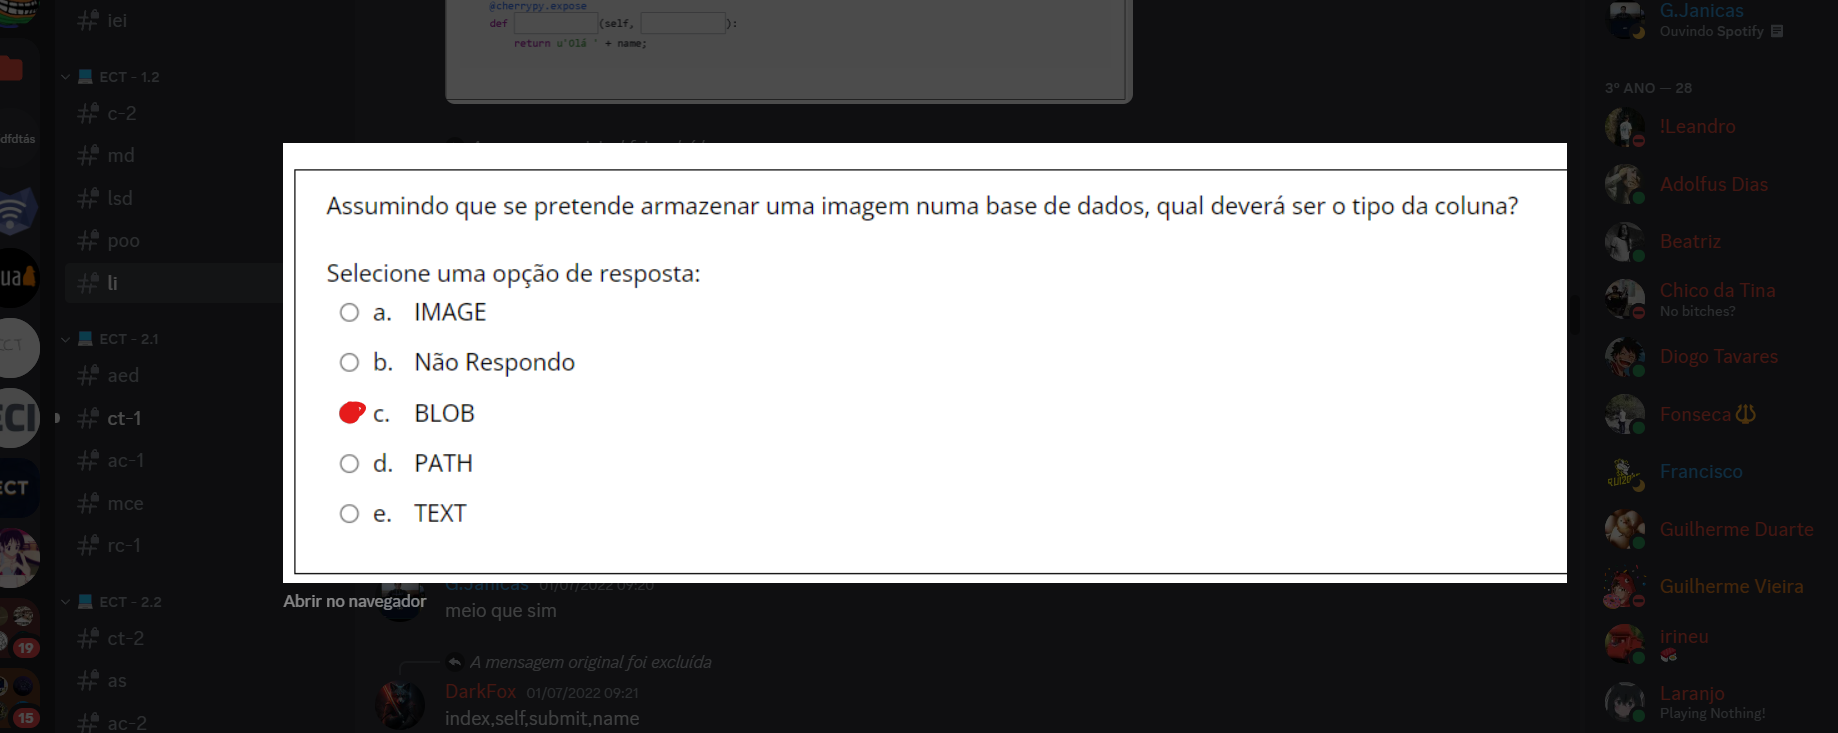 iei
ECT - 1.2
c-2
dfdtás
md
lsd
poo
li
ECT - 2.1
aed
ct-1
ac-1
mce
rc-1
ECT - 2.2
ct-2
19
as
15
ac-2
@cherrypy.expose
def (self, ):
return u'Olá ' + name;
Assumindo que se pretende armazenar uma imagem numa base de dados, qual deverá ser o tipo da coluna?
Selecione uma opção de resposta:
a. IMAGE
b. Não Respondo
c. BLOB
d. PATH
e. TEXT
Abrir no navegador
G.Janicas 01/07/2022 09:20
meio que sim
A mensagem original foi excluída
DarkFox 01/07/2022 09:21
index,self,submit,name
G.Janicas
Ouvindo Spotify
3º ANO — 28
!Leandro
Adolfus Dias
Beatriz
Chico da Tina
No bitches?
Diogo Tavares
Fonseca
Francisco
Guilherme Duarte
Guilherme Vieira
irineu
Laranjo
Playing Nothing!